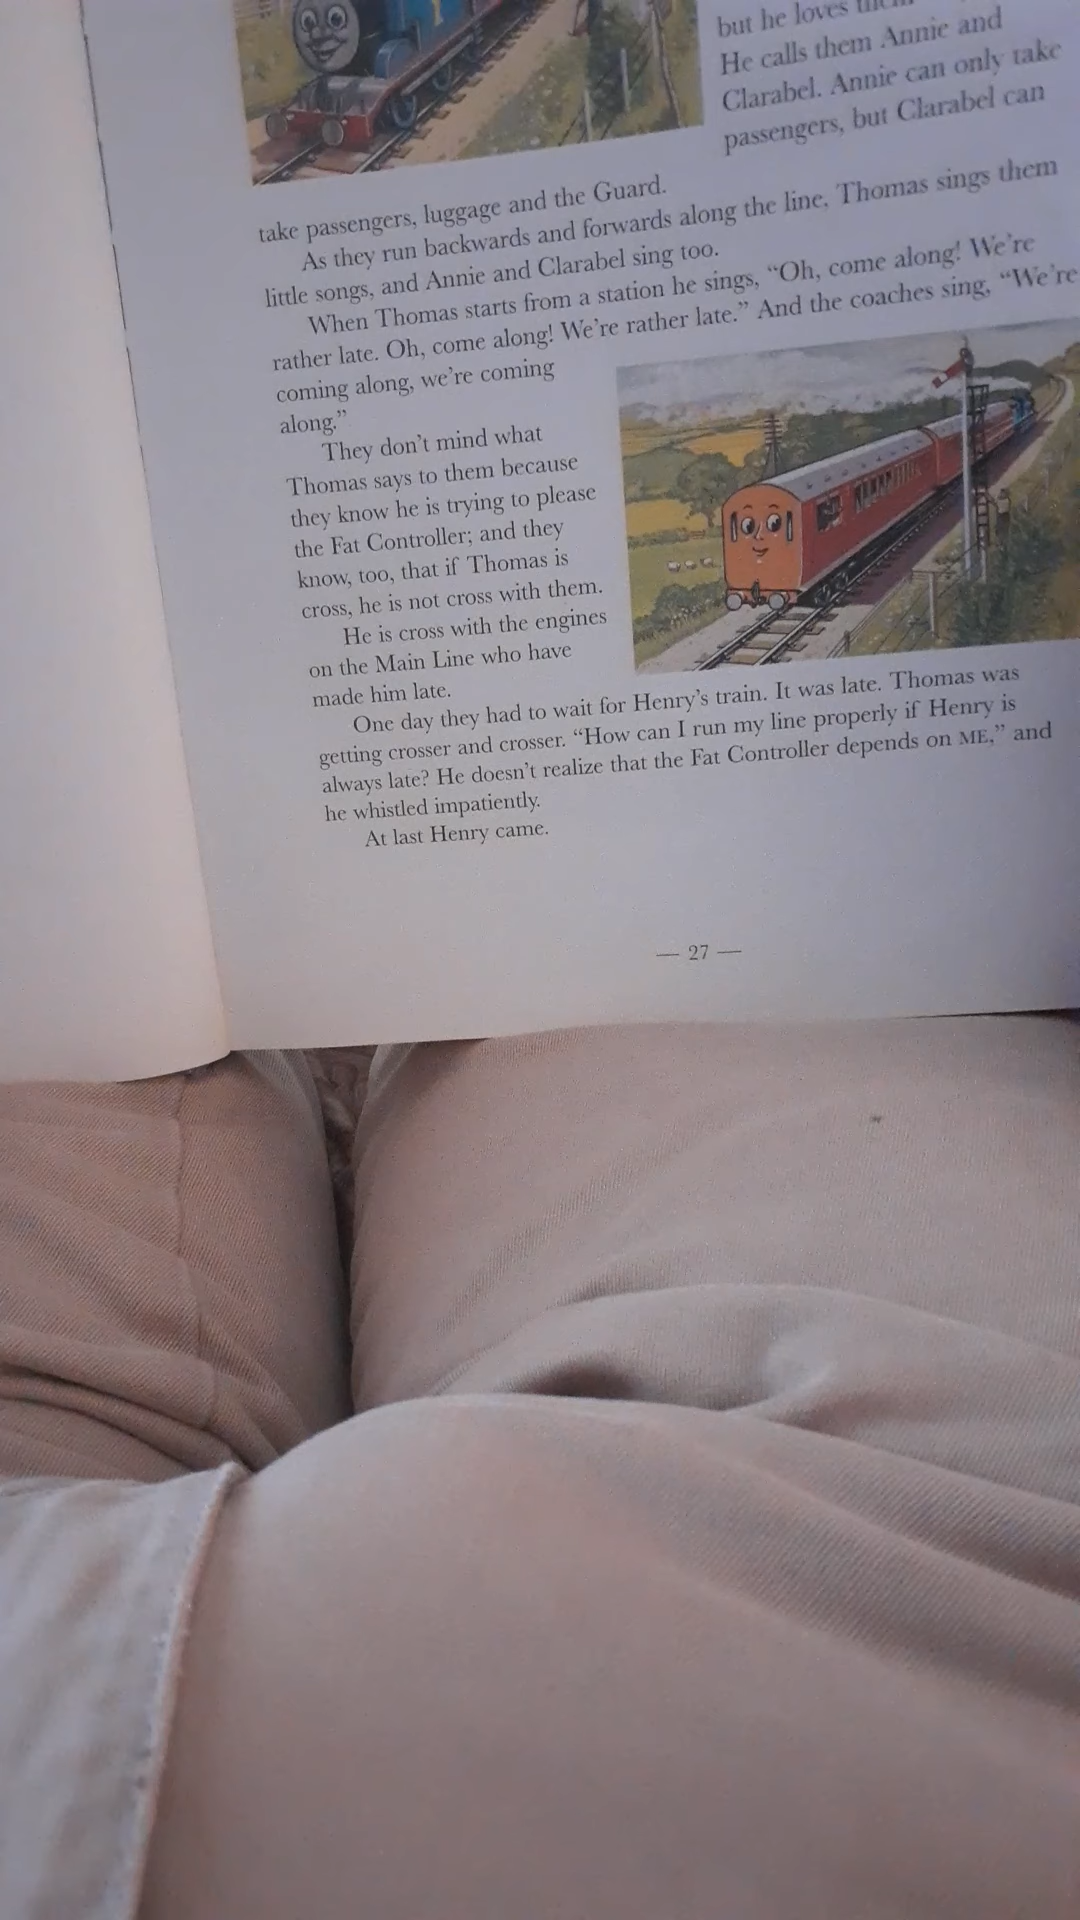 but he loves them
He calls them Annie and
Clarabel. Annie can only take
passengers, but Clarabel can
take passengers, luggage and the Guard.
As they run backwards and forwards along the line, Thomas sings them
little songs, and Annie and Clarabel sing too.
When Thomas starts from a station he sings, “Oh, come along! We’re
rather late. Oh, come along! We’re rather late.” And the coaches sing, “We’re
coming along, we’re coming
along.”
They don’t mind what
Thomas says to them because
they know he is trying to please
the Fat Controller; and they
know, too, that if Thomas is
cross, he is not cross with them.
He is cross with the engines
on the Main Line who have
made him late.
One day they had to wait for Henry’s train. It was late. Thomas was
getting crosser and crosser. “How can I run my line properly if Henry is
always late? He doesn’t realize that the Fat Controller depends on ME,” and
he whistled impatiently.
At last Henry came.
— 27 —